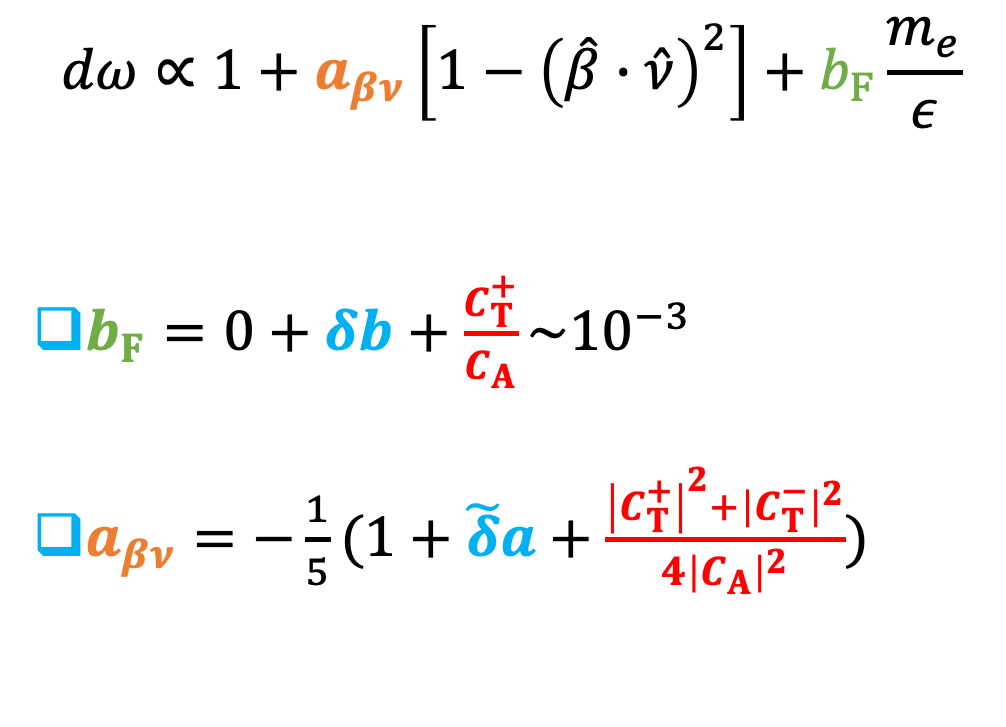 dω ∝ 1 + a_βν [1 − (β̂ · ν̂)²] + b_F m_e/ϵ
❑b_F = 0 + δb + C_T⁺/C_A ~10⁻³
❑a_βν = −1/5 (1 + δ̃a + |C_T⁺|²+|C_T⁻|²/4|C_A|²)